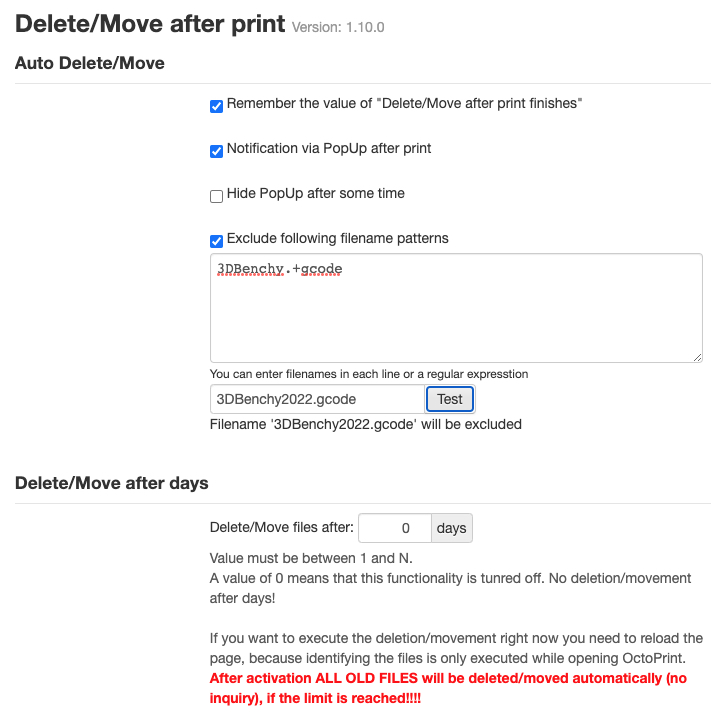 Delete/Move after print Version: 1.10.0
Auto Delete/Move
Remember the value of "Delete/Move after print finishes"
Notification via PopUp after print
Hide PopUp after some time
Exclude following filename patterns
3DBenchy.+gcode
You can enter filenames in each line or a regular expresstion
3DBenchy2022.gcode Test
Filename '3DBenchy2022.gcode' will be excluded
Delete/Move after days
Delete/Move files after: 0 days
Value must be between 1 and N.
A value of 0 means that this functionality is tunred off. No deletion/movement
after days!
If you want to execute the deletion/movement right now you need to reload the
page, because identifying the files is only executed while opening OctoPrint.
After activation ALL OLD FILES will be deleted/moved automatically (no
inquiry), if the limit is reached!!!!